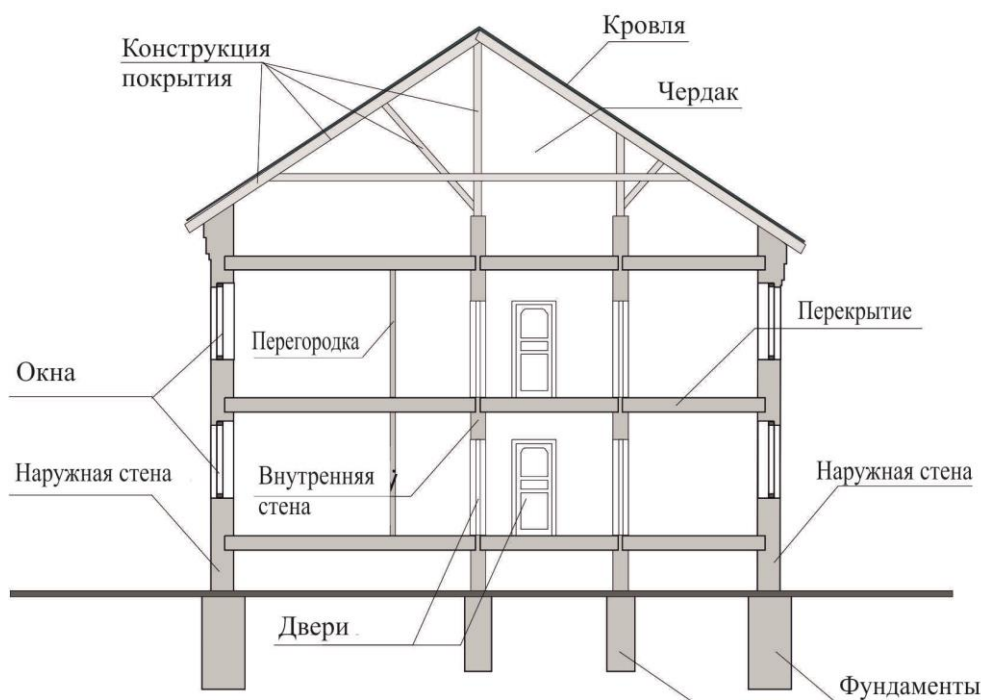 Конструкция
покрытия
Кровля
Чердак
Перегородка
Перекрытие
Окна
Наружная стена
Внутренняя
стена
Наружная стена
Двери
Фундаменты